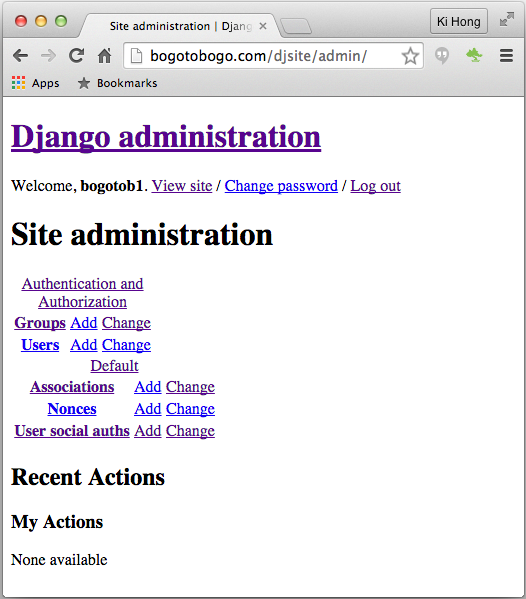 Site administration | Djang
Ki Hong
bogotobogo.com/djsite/admin/
Apps Bookmarks
Django administration
Welcome, bogotob1. View site / Change password / Log out
Site administration
Authentication and
Authorization
Groups Add Change
Users Add Change
Default
Associations Add Change
Nonces Add Change
User social auths Add Change
Recent Actions
My Actions
None available